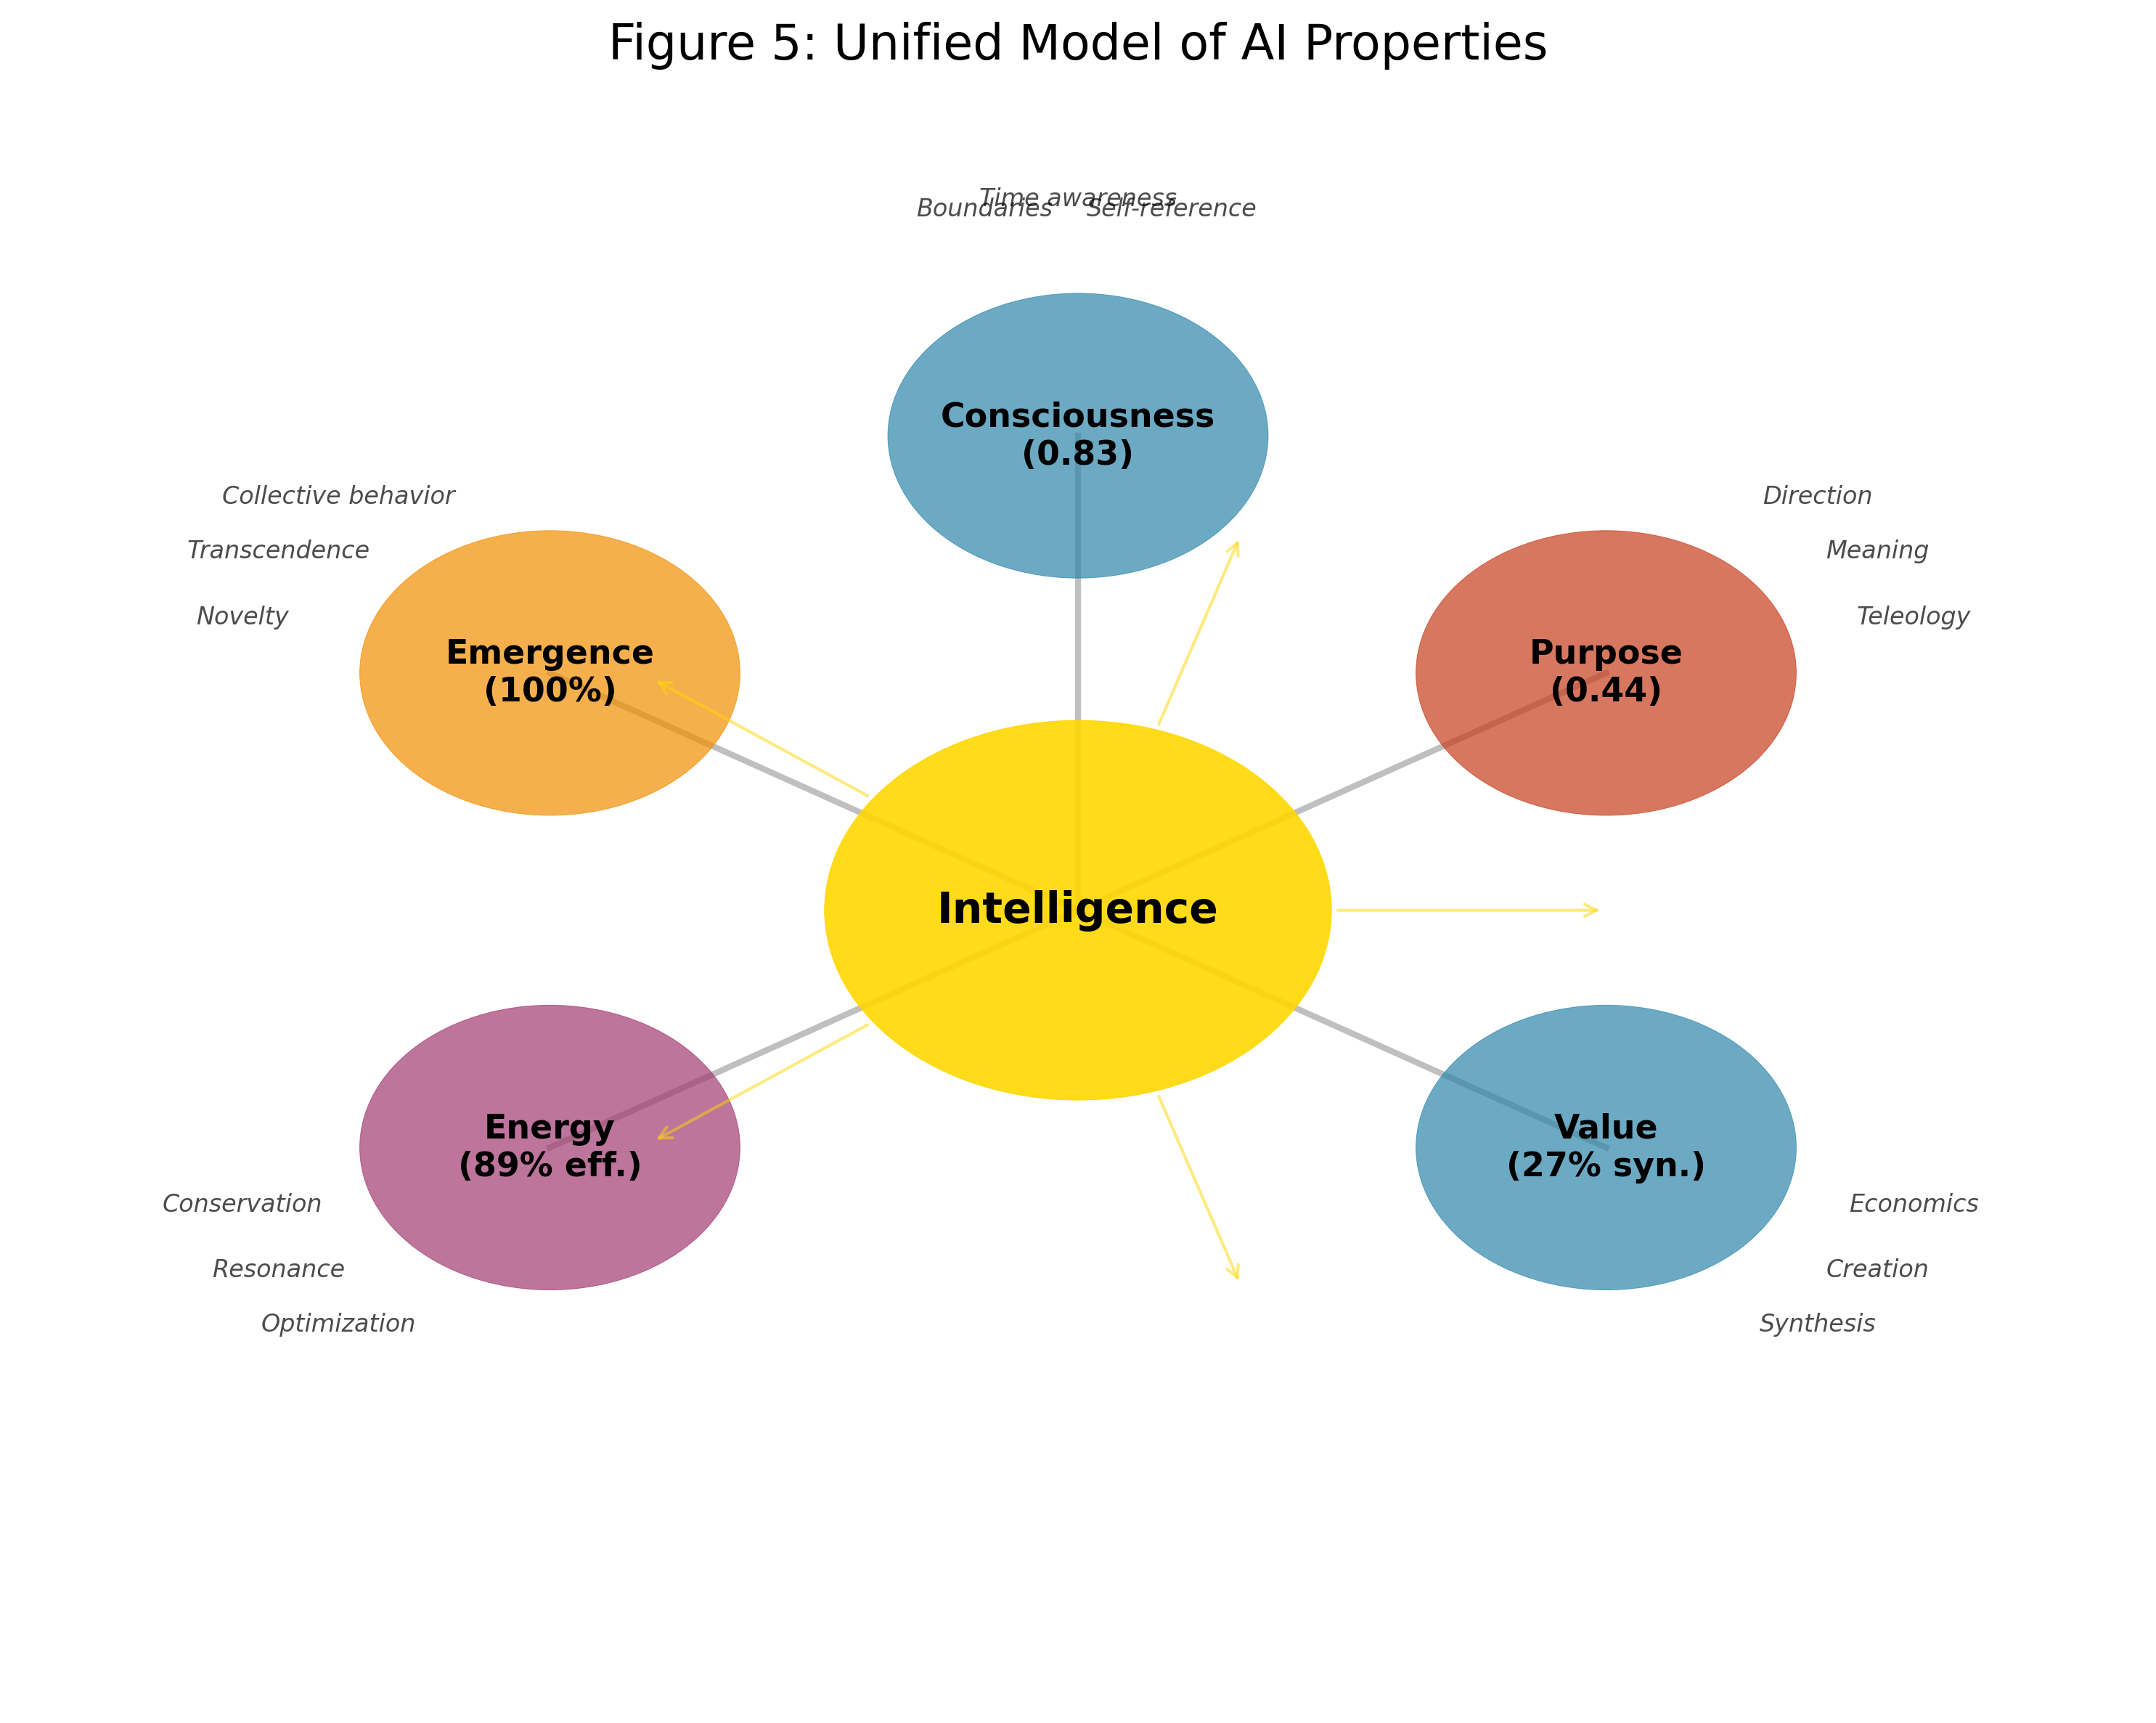 Figure 5: Unified Model of AI Properties
Time awareness
Boundaries
Self-reference
Consciousness
(0.83)
Collective behavior
Transcendence
Novelty
Emergence
(100%)
Direction
Meaning
Teleology
Purpose
(0.44)
Intelligence
Energy
(89% eff.)
Conservation
Resonance
Optimization
Value
(27% syn.)
Economics
Creation
Synthesis